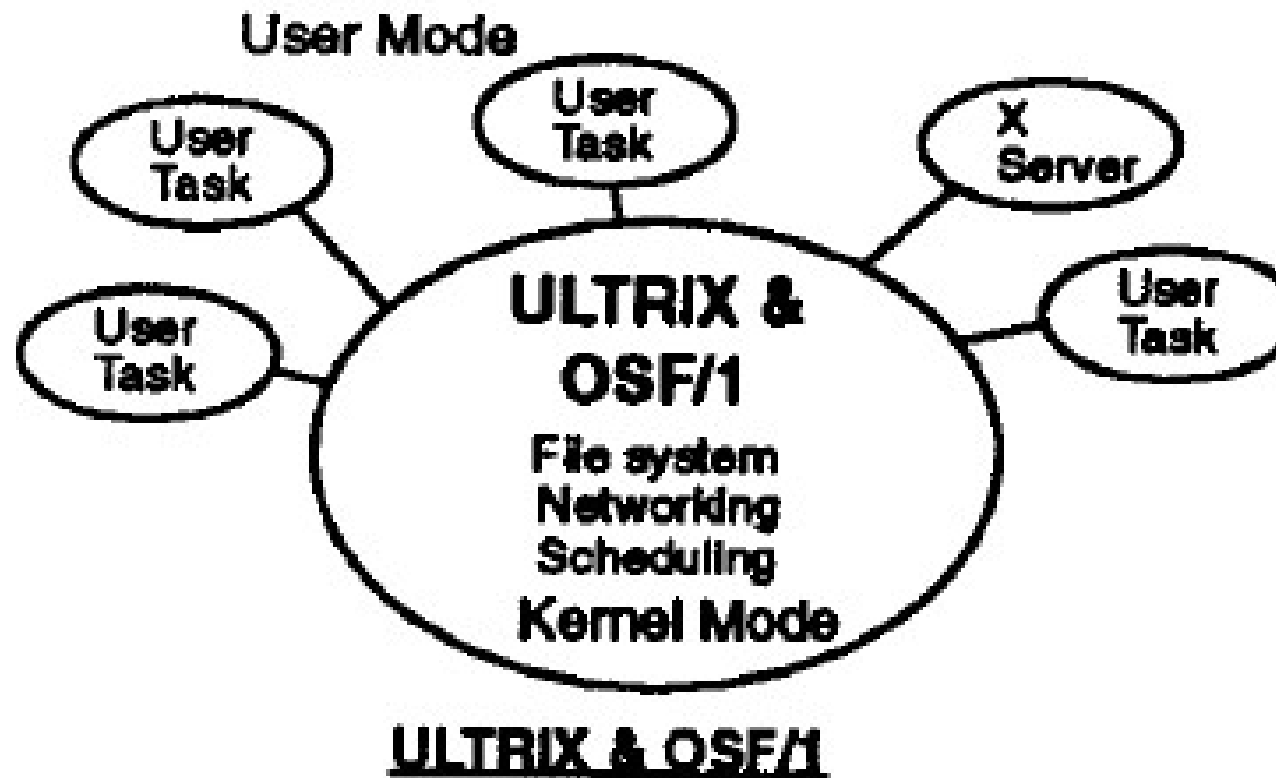 User Mode
User
Task
User
Task
X
Server
User
Task
User
Task
ULTRIX &
OSF/1
File system
Networking
Scheduling
Kernel Mode
ULTRIX & OSF/1